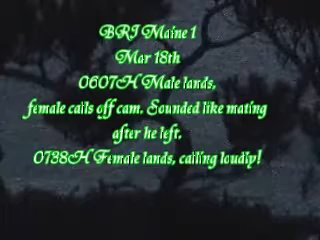 BRI Maine 1
Mar 18th
0607H Male lands,
female calls off cam. Sounded like mating
after he left.
0738H Female lands, calling loudly!